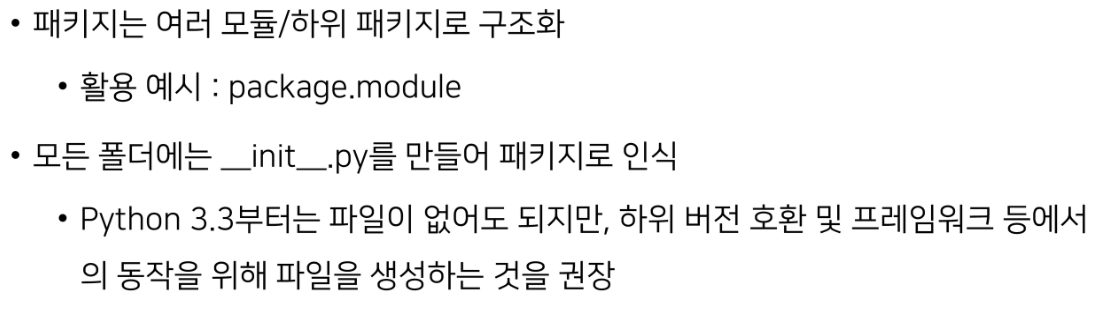 • 패키지는 여러 모듈/하위 패키지로 구조화
• 활용 예시 : package.module
• 모든 폴더에는 __init__.py를 만들어 패키지로 인식
• Python 3.3부터는 파일이 없어도 되지만, 하위 버전 호환 및 프레임워크 등에서
의 동작을 위해 파일을 생성하는 것을 권장